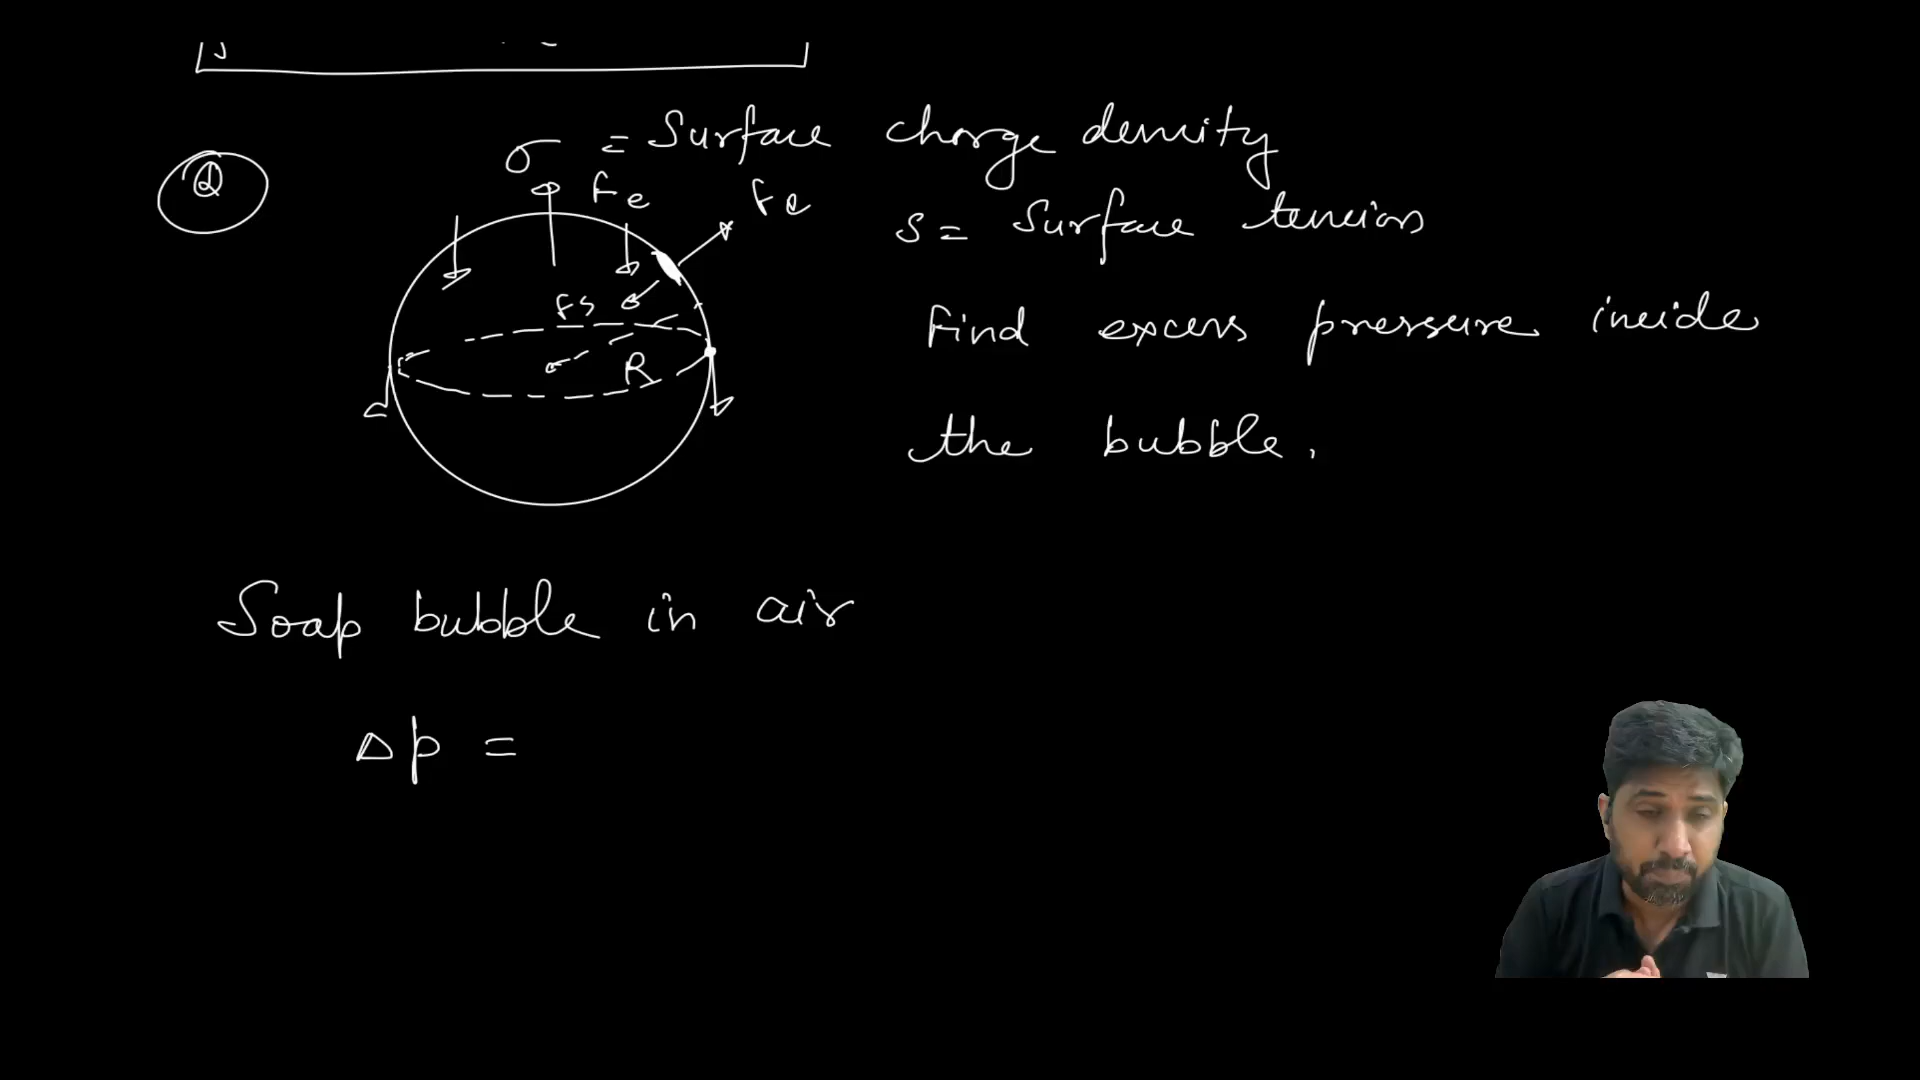 Q
σ = Surface charge density
Fe
Fe
S = Surface tension
Fs
R
Find excess pressure inside
the bubble.
Soap bubble in air
Δp =